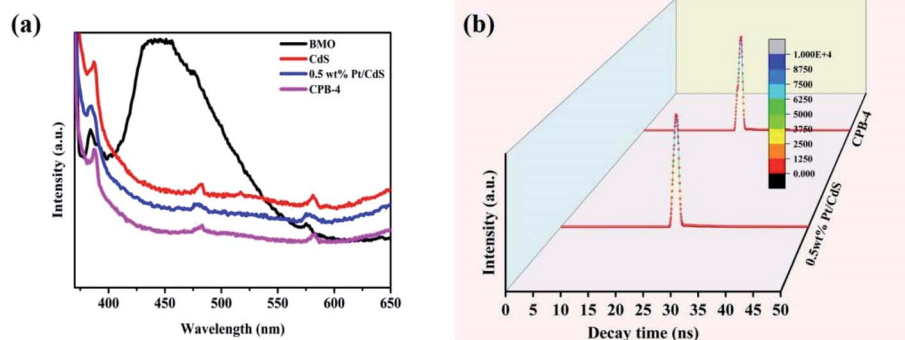 (a)
BMO
CdS
0.5 wt% Pt/CdS
CPB-4
Intensity (a.u.)
400 450 500 550 600 650
Wavelength (nm)
(b)
1.000E+4
8750
7500
6250
5000
3750
2500
1250
0.000
CPB-4
0.5wt% Pt/CdS
Intensity (a.u.)
0 5 10 15 20 25 30 35 40 45 50
Decay time (ns)